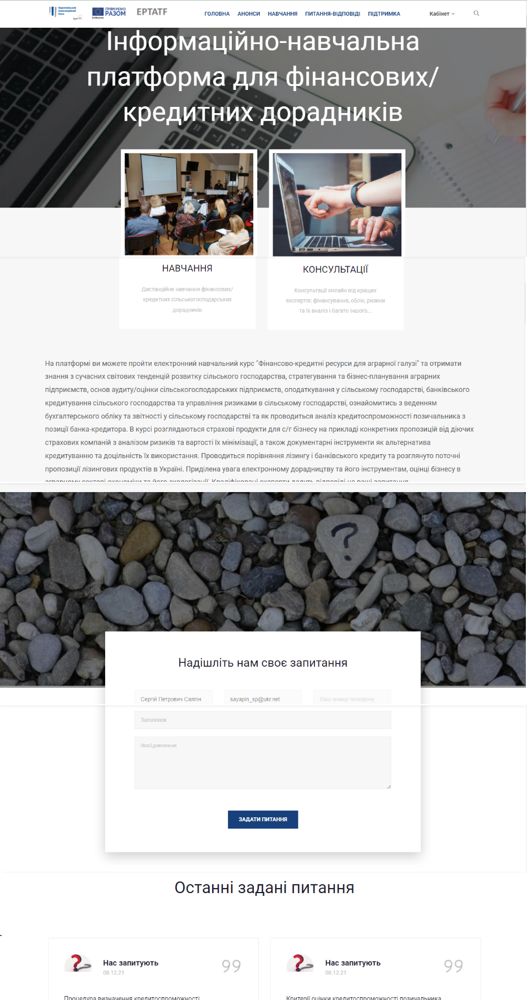 Європейський
інвестиційний
банк
Банк ЄС
ПРЯМУЄМО
РАЗОМ
EU4Business
EPTATF
ГОЛОВНА АНОНСИ НАВЧАННЯ ПИТАННЯ-ВІДПОВІДІ ПІДТРИМКА Кабінет
Інформаційно-навчальна
платформа для фінансових/
кредитних дорадників
НАВЧАННЯ
Дистанційне навчання фінансових/
кредитних сільськогосподарських
дорадників
КОНСУЛЬТАЦІЇ
Консультації онлайн від кращих
експертів: фінансування, облік, ризики
та їх аналіз і багато іншого...
На платформі ви можете пройти електронний навчальний курс "Фінансово-кредитні ресурси для аграрної галузі" та отримати
знання з сучасних світових тенденцій розвитку сільського господарства, стратегування та бізнес-планування аграрних
підприємств, основ аудиту/оцінки сільськогосподарських підприємств, оподаткування у сільському господарстві, банківського
кредитування сільського господарства та управління ризиками в сільському господарстві, ознайомитись з веденням
бухгалтерського обліку та звітності у сільському господарстві та як проводиться аналіз кредитоспроможності позичальника з
позиції банка-кредитора. В курсі розглядаються страхові продукти для с/г бізнесу на прикладі конкретних пропозицій від діючих
страхових компаній з аналізом ризиків та вартості їх мінімізації, а також документарні інструменти як альтернатива
кредитуванню та доцільність їх використання. Проводиться порівняння лізингу і банківського кредиту та розглянуто поточні
пропозиції лізингових продуктів в Україні. Приділена увага електронному дорадництву та його інструментам, оцінці бізнесу в
аграрному секторі економіки та його екологізації. Кваліфіковані експерти дадуть відповіді на ваші запитання.
?
Надішліть нам своє запитання
Сергій Петрович Саяпін sayapin_sp@ukr.net Ваш номер телефону
Заголовок
Повідомлення
ЗАДАТИ ПИТАННЯ
Останні задані питання
Нас запитують
08.12.21
Процедура визначення кредитоспроможності
Нас запитують
08.12.21
Критерії оцінки кредитоспроможності позичальника